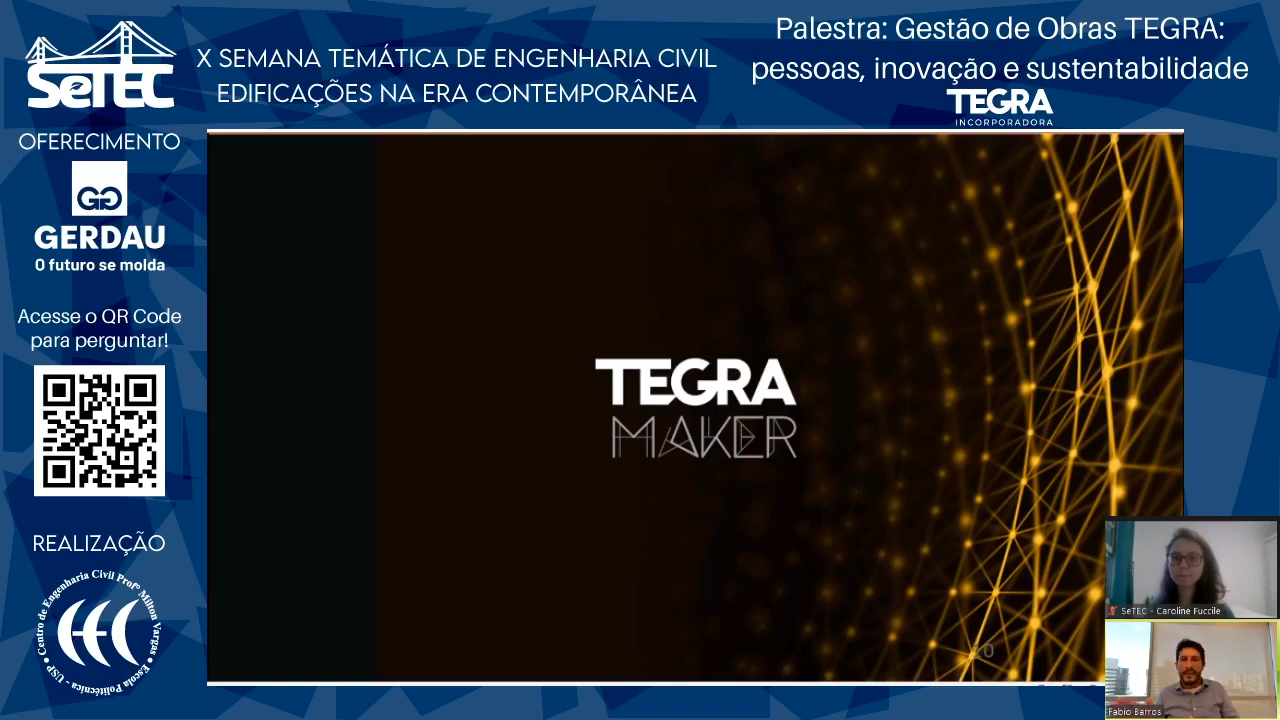 SeTEC
X SEMANA TEMÁTICA DE ENGENHARIA CIVIL
EDIFICAÇÕES NA ERA CONTEMPORÂNEA
Palestra: Gestão de Obras TEGRA:
pessoas, inovação e sustentabilidade
TEGRA
INCORPORADORA
OFERECIMENTO
GG
GERDAU
O futuro se molda
Acesse o QR Code
para perguntar!
REALIZAÇÃO
Centro de Engenharia Civil Profº Milton Vargas
Escola Politécnica - USP
TEGRA
MAKER
SeTEC - Caroline Fuccile
Fabio Barros